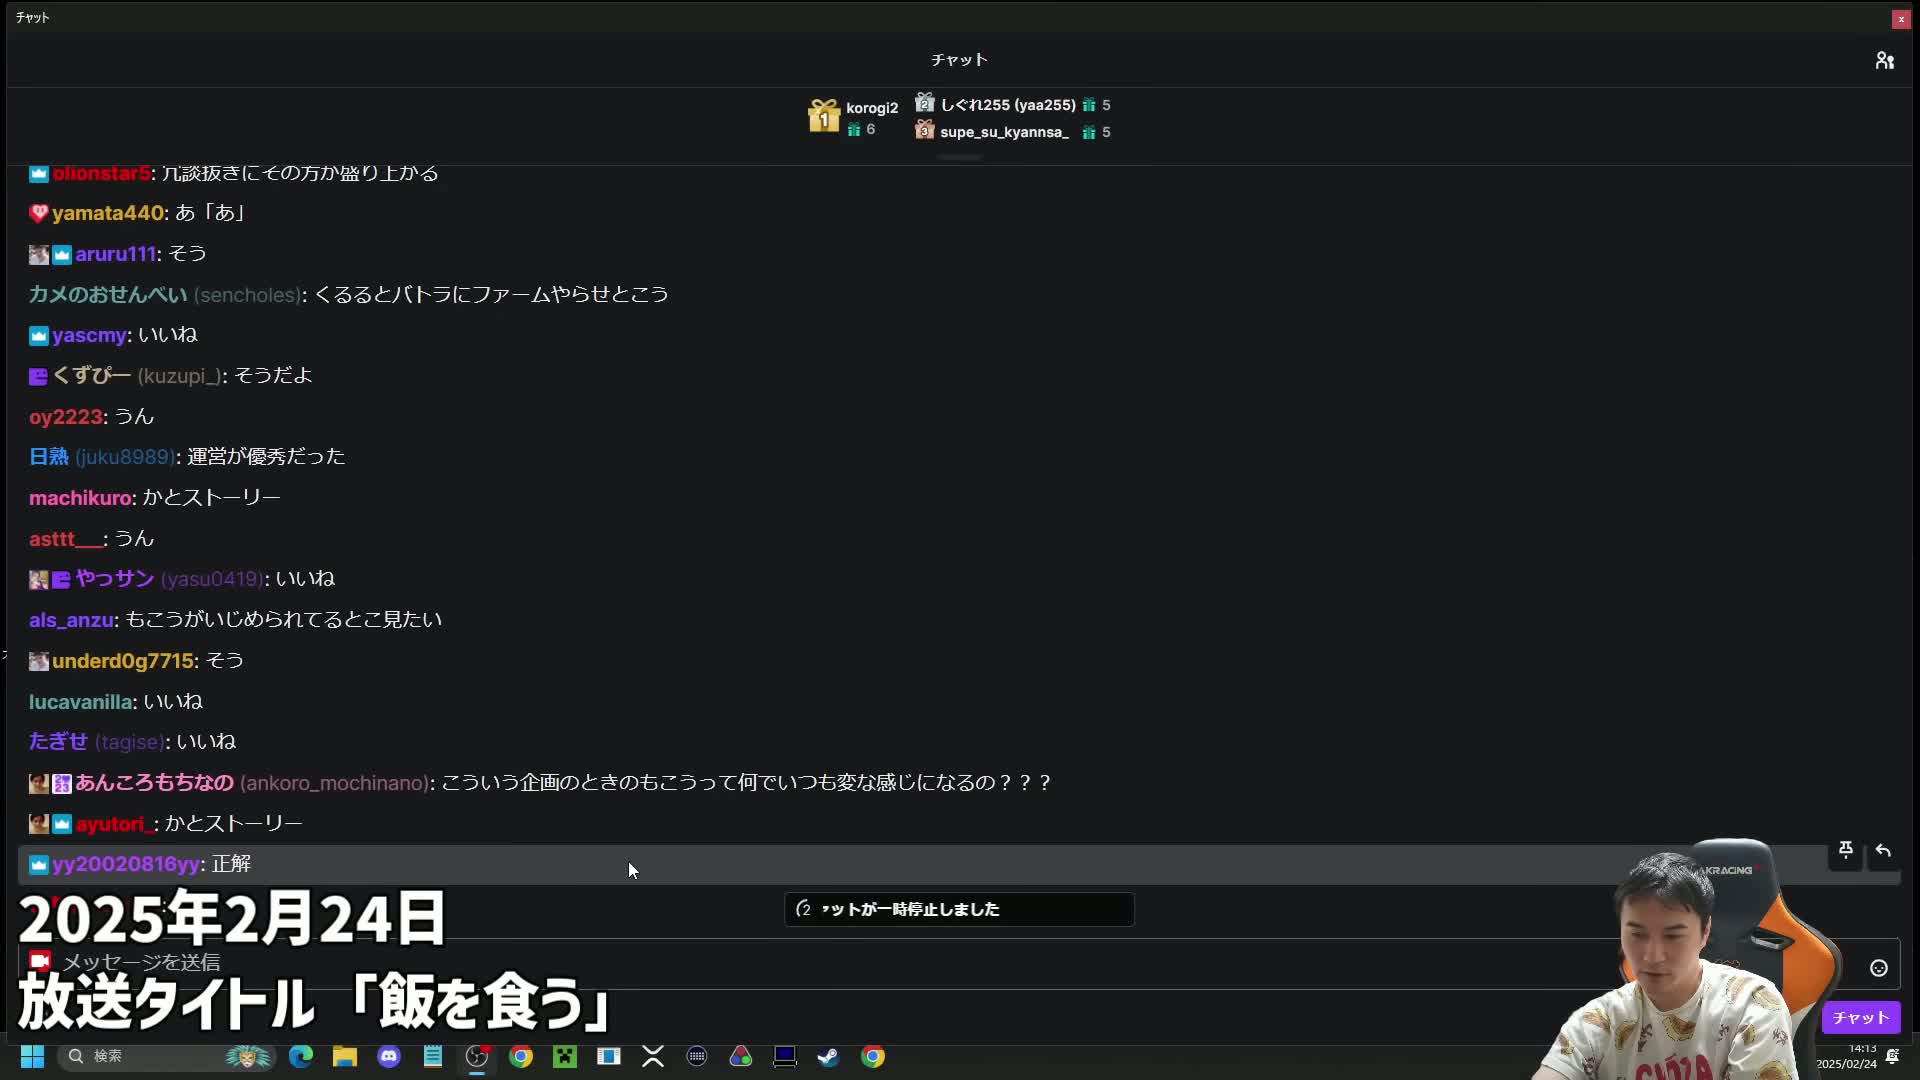 チャット
チャット
1 korogi2
6
2 しぐれ255 (yaa255) 5
3 supe_su_kyannsa_ 5
olionstar5: 冗談抜きにその方が盛り上がる
yamata440: あ「あ」
aruru111: そう
カメのおせんべい (sencholes): くるるとバトラにファームやらせとこう
yascmy: いいね
くずぴー (kuzupi_): そうだよ
oy2223: うん
日熟 (juku8989): 運営が優秀だった
machikuro: かとストーリー
asttt___: うん
やっサン (yasu0419): いいね
als_anzu: もこうがいじめられてるとこ見たい
underd0g7715: そう
lucavanilla: いいね
たぎせ (tagise): いいね
あんころもちなの (ankoro_mochinano): こういう企画のときのもこうって何でいつも変な感じになるの？？？
ayutori_: かとストーリー
yy20020816yy: 正解
2025年2月24日
2 ットが一時停止しました
メッセージを送信
放送タイトル「飯を食う」
AKRACING
チャット
検索
14:13
2025/02/24